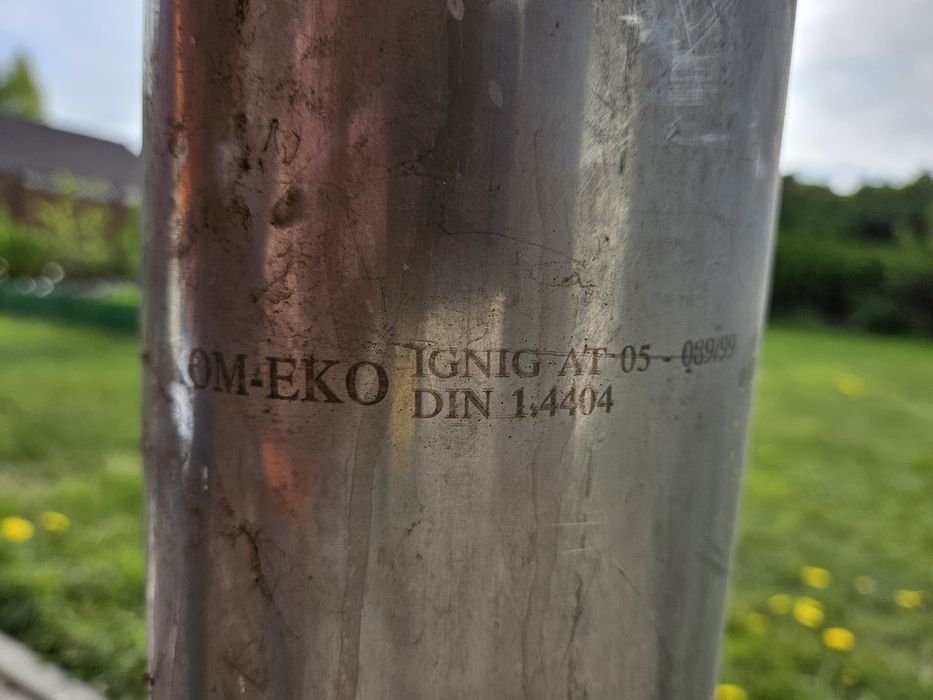 OM-EKO
IGNIG AT 05 - 089/99
DIN 1.4404